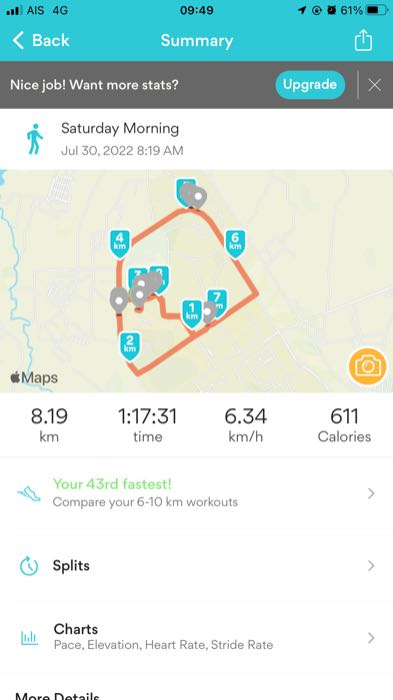 AIS 4G 09:49 61%
Back Summary
Nice job! Want more stats? Upgrade
Saturday Morning
Jul 30, 2022 8:19 AM
4
km
6
km
1
km
7
2
km
Maps
8.19 1:17:31 6.34 611
km time km/h Calories
Your 43rd fastest!
Compare your 6-10 km workouts
Splits
Charts
Pace, Elevation, Heart Rate, Stride Rate
More Details